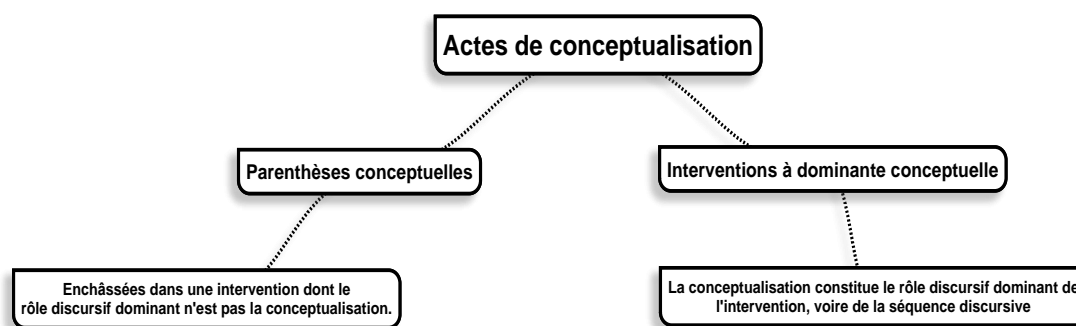 Actes de conceptualisation
Parenthèses conceptuelles
Interventions à dominante conceptuelle
Enchâssées dans une intervention dont le
rôle discursif dominant n'est pas la conceptualisation.
La conceptualisation constitue le rôle discursif dominant de
l'intervention, voire de la séquence discursive